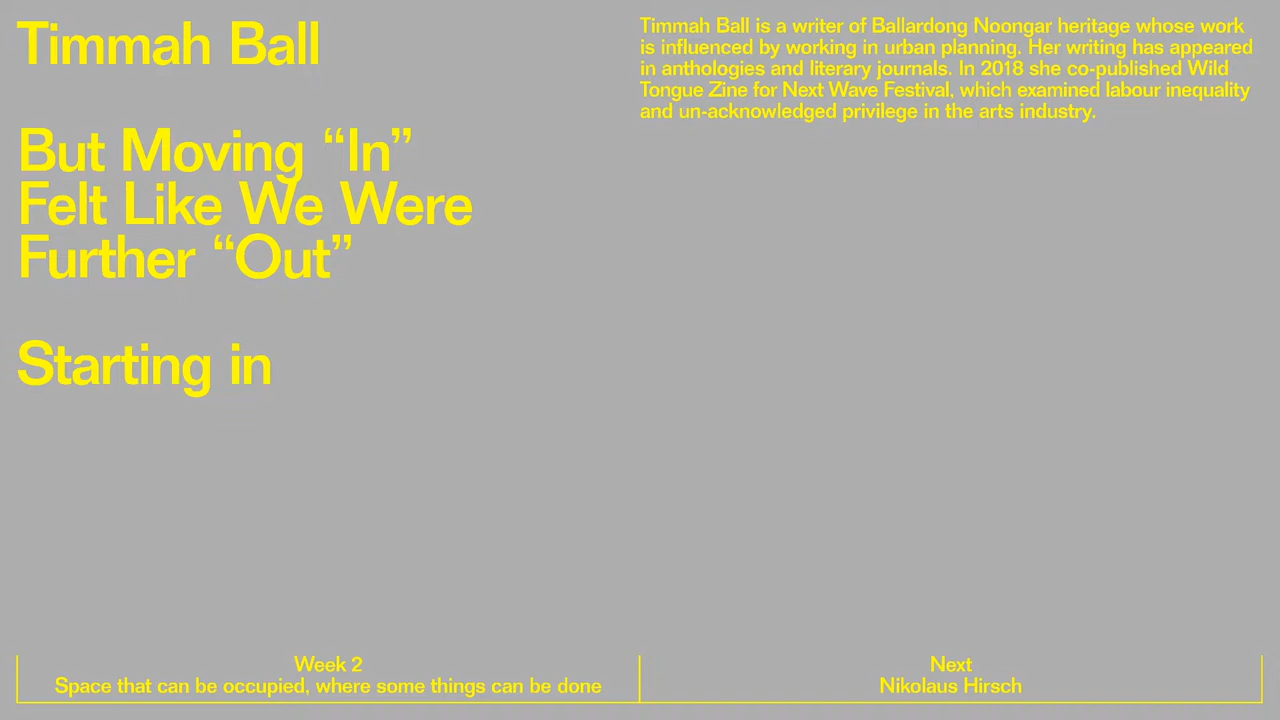 Timmah Ball
But Moving “In”
Felt Like We Were
Further “Out”
Starting in
Timmah Ball is a writer of Ballardong Noongar heritage whose work
is influenced by working in urban planning. Her writing has appeared
in anthologies and literary journals. In 2018 she co-published Wild
Tongue Zine for Next Wave Festival, which examined labour inequality
and un-acknowledged privilege in the arts industry.
Week 2
Space that can be occupied, where some things can be done
Next
Nikolaus Hirsch